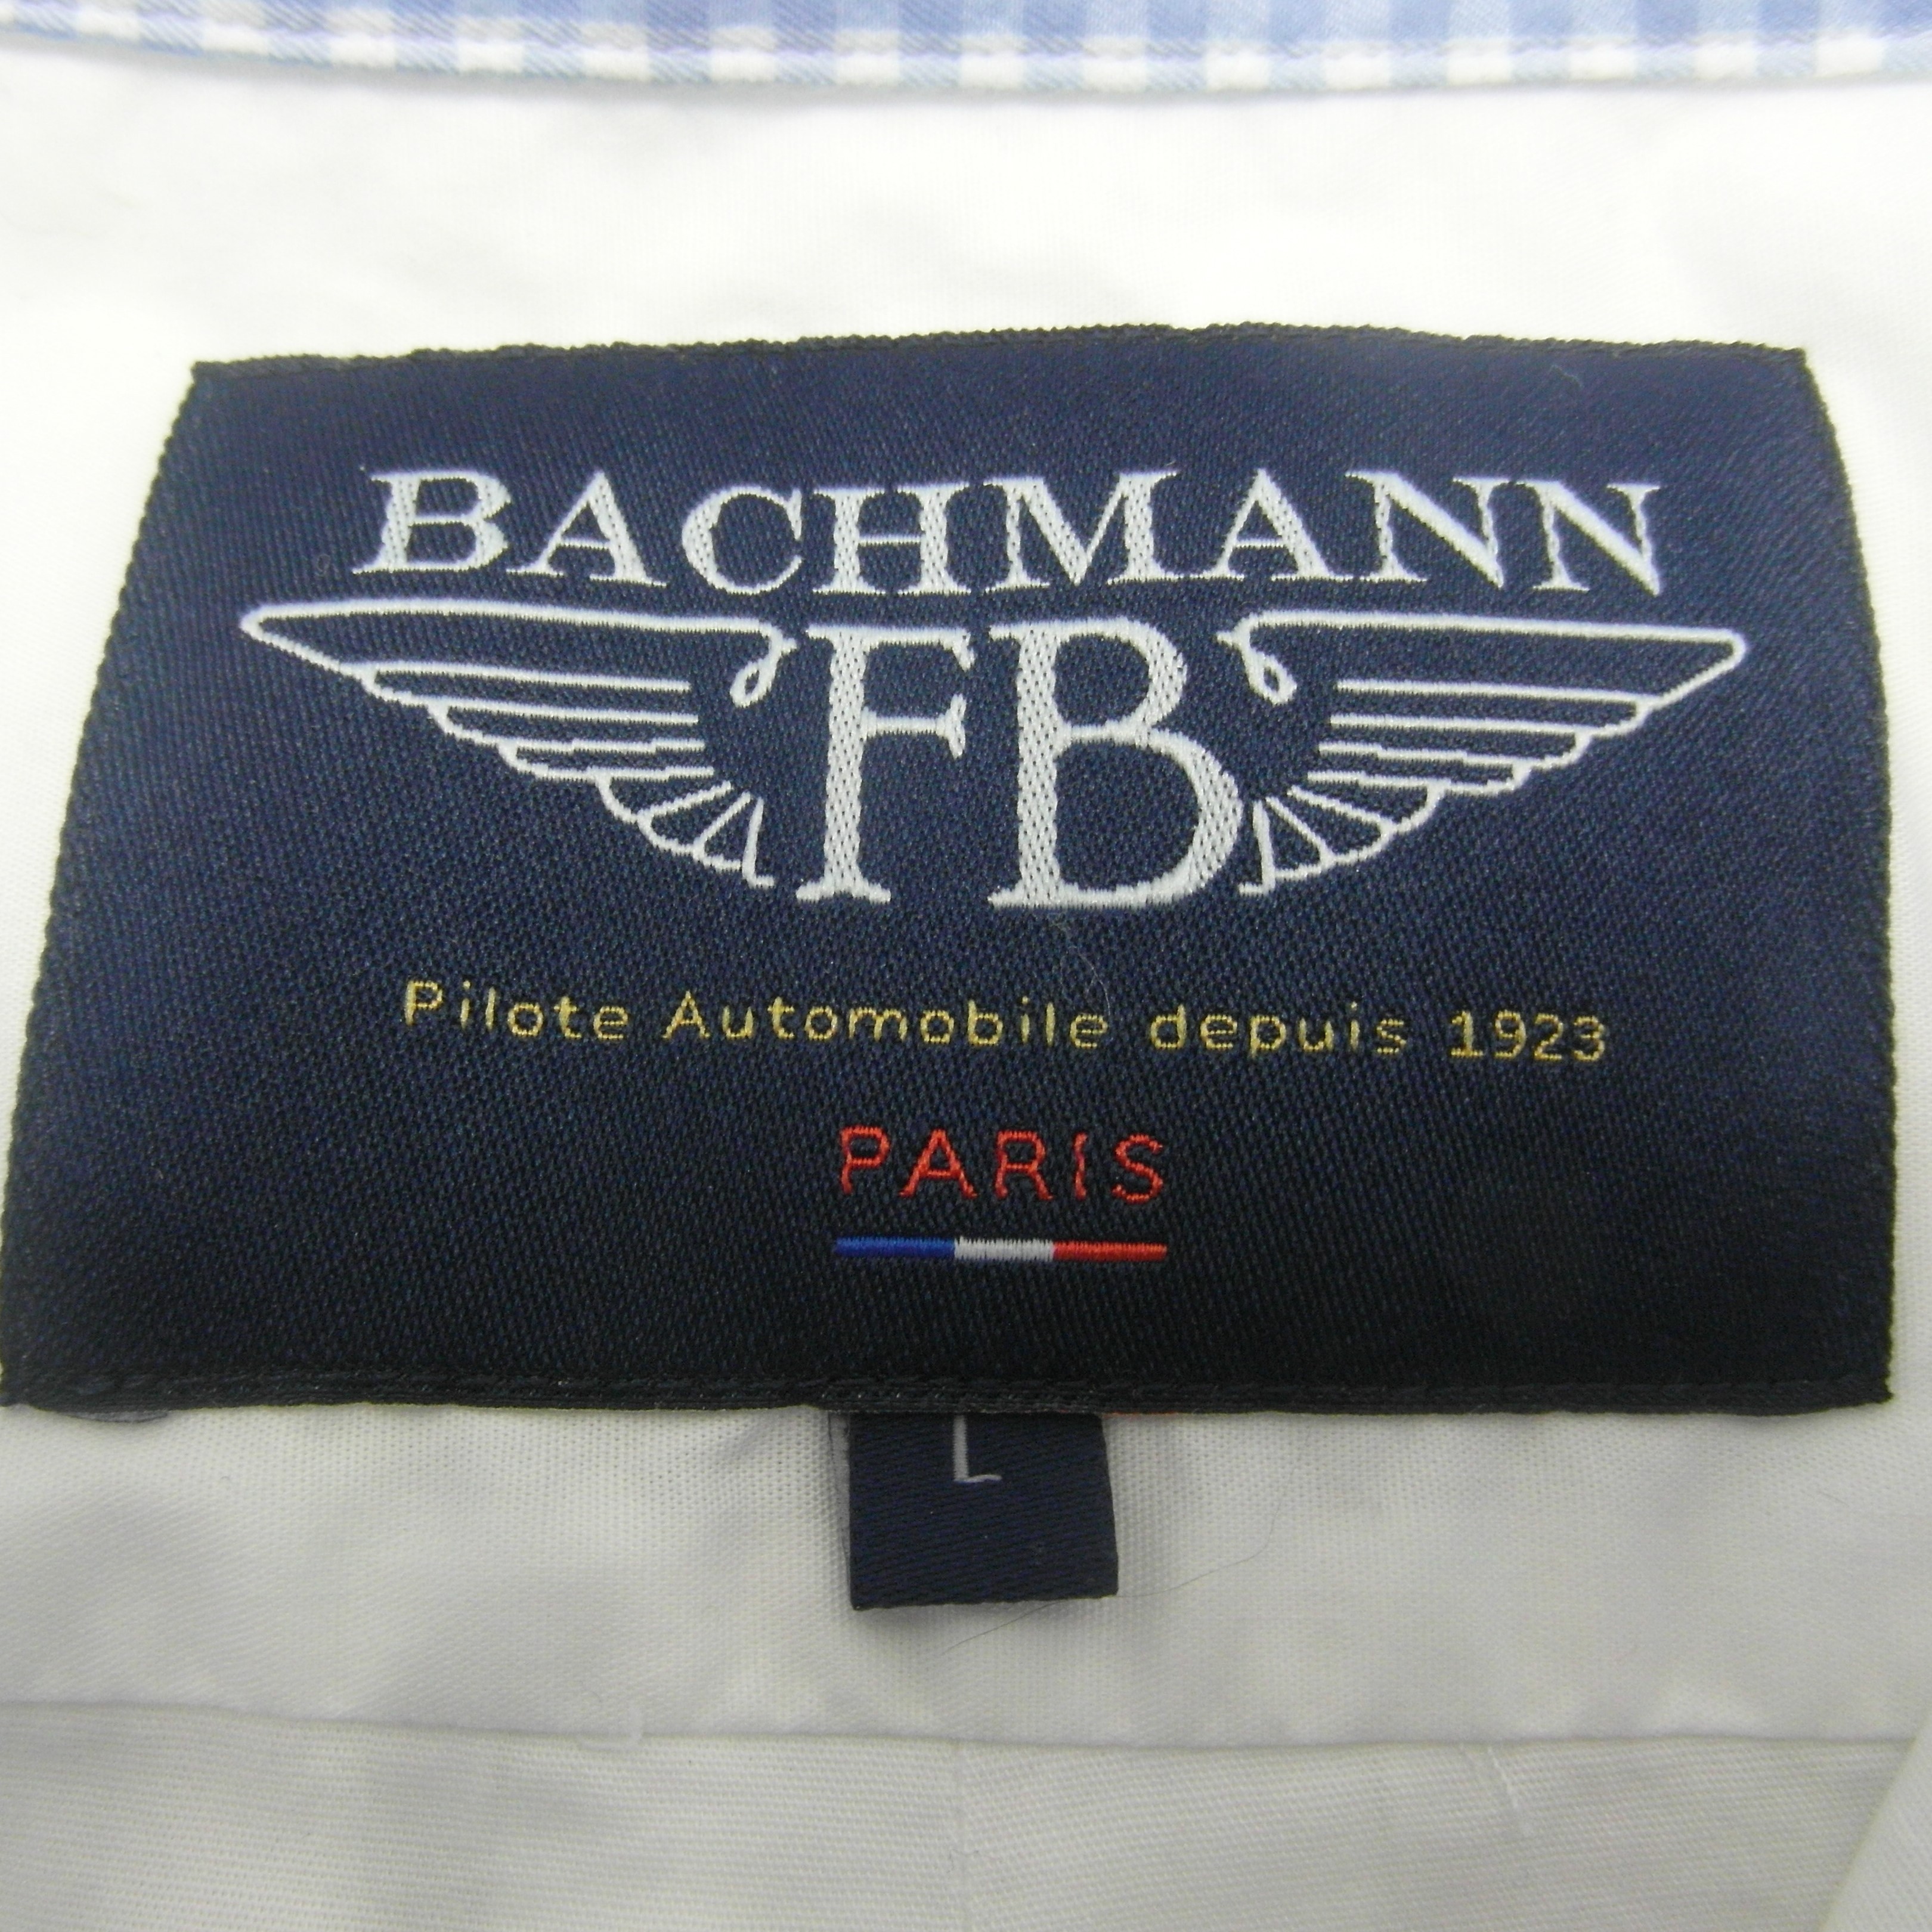 BACHMANN
FB
Pilote Automobile depuis 1923
PARIS
L